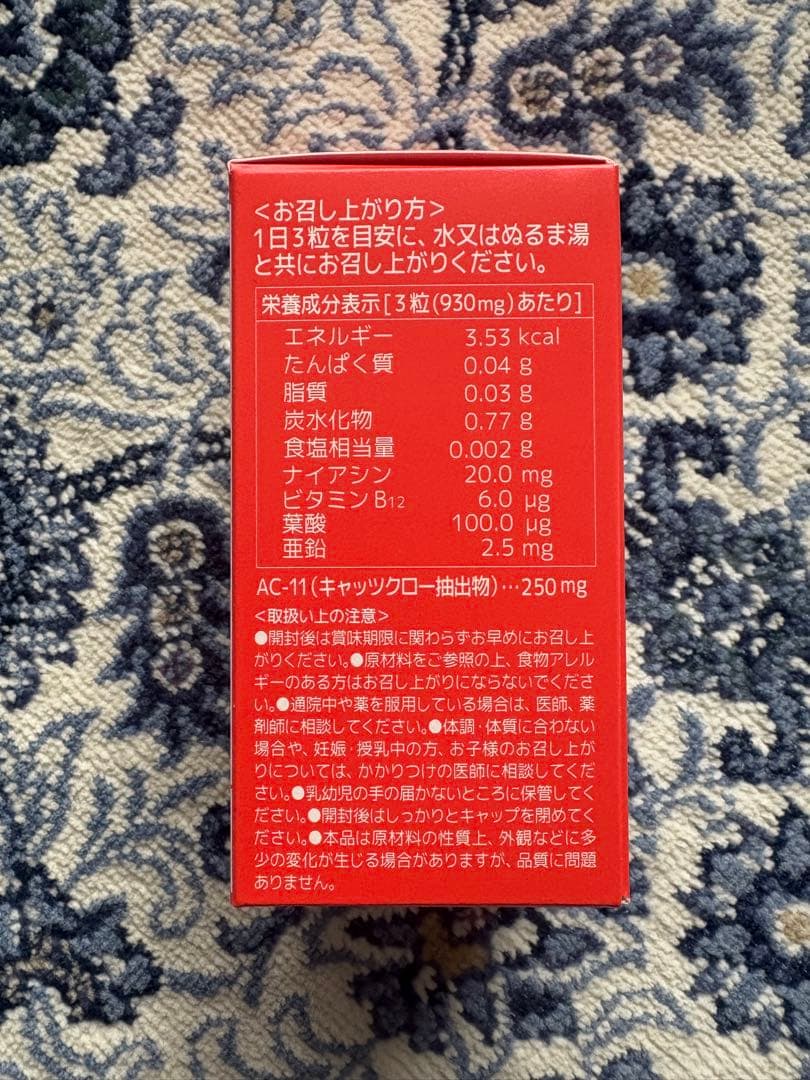 ＜お召し上がり方＞
1日3粒を目安に、水又はぬるま湯
と共にお召し上がりください。
栄養成分表示[3粒(930mg)あたり]
エネルギー 3.53 kcal
たんぱく質 0.04 g
脂質 0.03 g
炭水化物 0.77 g
食塩相当量 0.002 g
ナイアシン 20.0 mg
ビタミンB12 6.0 μg
葉酸 100.0 μg
亜鉛 2.5 mg
AC-11(キャッツクロー抽出物)…250mg
＜取扱い上の注意＞
●開封後は賞味期限に関わらずお早めにお召し上
がりください。●原材料をご参照の上、食物アレル
ギーのある方はお召し上がりにならないでくださ
い。●通院中や薬を服用している場合は、医師、薬
剤師に相談してください。●体調・体質に合わない
場合や、妊娠・授乳中の方、お子様のお召し上が
りについては、かかりつけの医師に相談してくだ
さい。●乳幼児の手の届かないところに保管してく
ださい。●開封後はしっかりとキャップを閉めてく
ださい。●本品は原材料の性質上、外観などに多
少の変化が生じる場合がありますが、品質に問題
ありません。